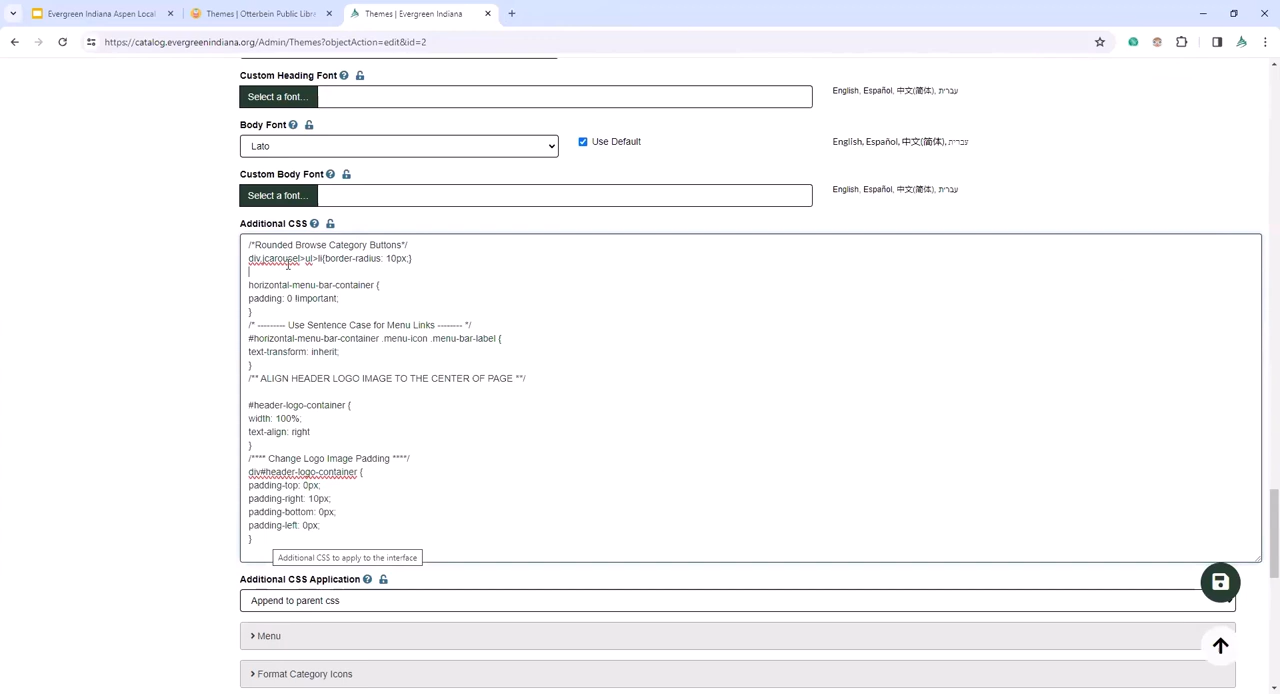 Evergreen Indiana Aspen Local
Themes | Otterbein Public Libr
Themes | Evergreen Indiana
https://catalog.evergreenindiana.org/Admin/Themes?objectAction=edit&id=2
Custom Heading Font
Select a font...
English, Español, 中文(简体), עברית
Body Font
Lato
Use Default
English, Español, 中文(简体), עברית
Custom Body Font
Select a font...
English, Español, 中文(简体), עברית
Additional CSS
/*Rounded Browse Category Buttons*/
div.jcarousel>ul>li{border-radius: 10px;}
horizontal-menu-bar-container {
padding: 0 !important;
}
/* --------- Use Sentence Case for Menu Links -------- */
#horizontal-menu-bar-container .menu-icon .menu-bar-label {
text-transform: inherit;
}
/** ALIGN HEADER LOGO IMAGE TO THE CENTER OF PAGE **/
#header-logo-container {
width: 100%;
text-align: right
}
/**** Change Logo Image Padding ****/
div#header-logo-container {
padding-top: 0px;
padding-right: 10px;
padding-bottom: 0px;
padding-left: 0px;
}
Additional CSS to apply to the interface
Additional CSS Application
Append to parent css
Menu
Format Category Icons